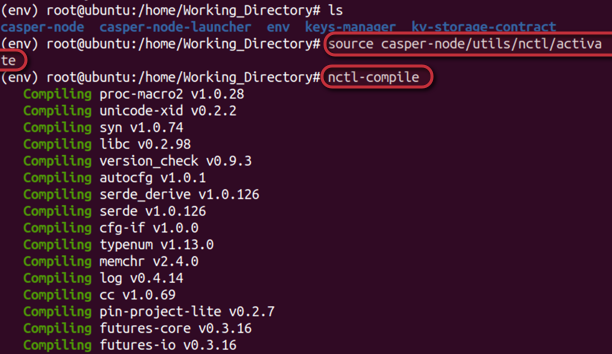 (env) root@ubuntu:/home/Working_Directory# ls
casper-node casper-node-launcher env keys-manager kv-storage-contract
(env) root@ubuntu:/home/Working_Directory# source casper-node/utils/nctl/activa
te
(env) root@ubuntu:/home/Working_Directory# nctl-compile
Compiling proc-macro2 v1.0.28
Compiling unicode-xid v0.2.2
Compiling syn v1.0.74
Compiling libc v0.2.98
Compiling version_check v0.9.3
Compiling autocfg v1.0.1
Compiling serde_derive v1.0.126
Compiling serde v1.0.126
Compiling cfg-if v1.0.0
Compiling typenum v1.13.0
Compiling memchr v2.4.0
Compiling log v0.4.14
Compiling cc v1.0.69
Compiling pin-project-lite v0.2.7
Compiling futures-core v0.3.16
Compiling futures-io v0.3.16